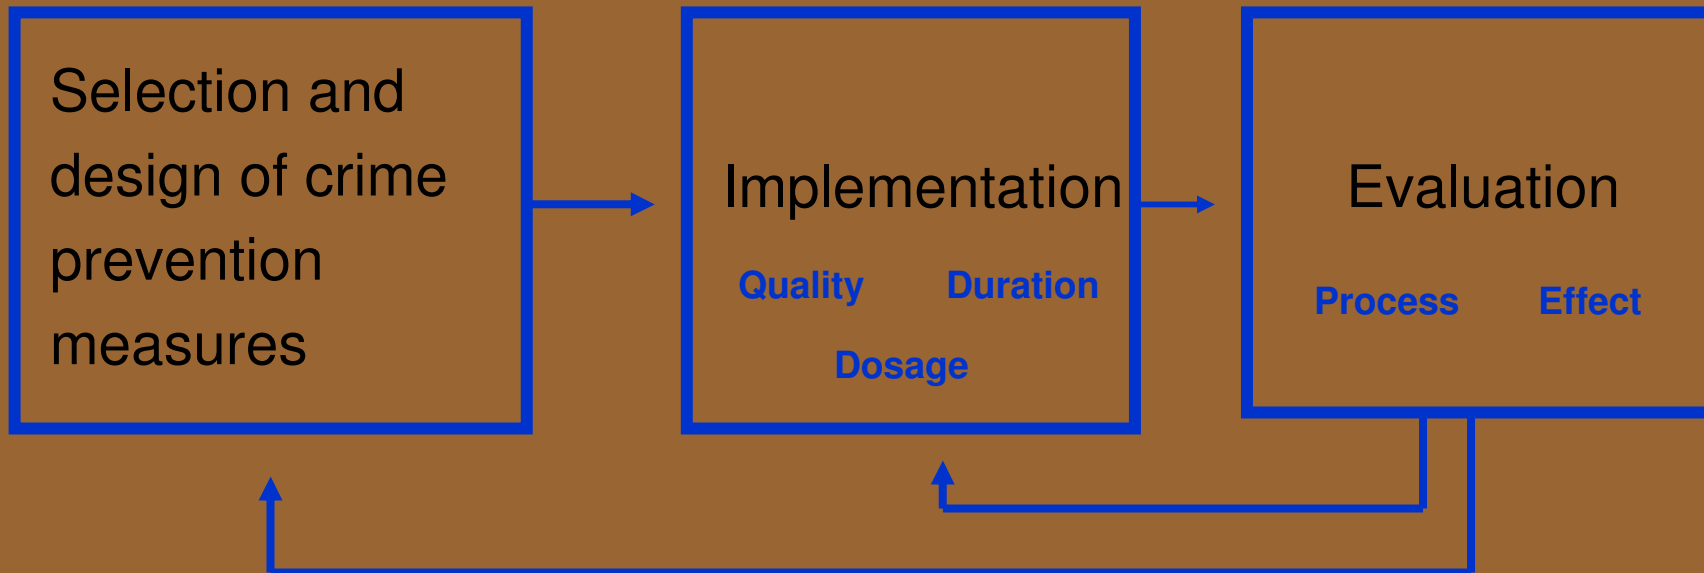 Selection and
design of crime
prevention
measures
Implementation
Quality Duration
Dosage
Evaluation
Process Effect